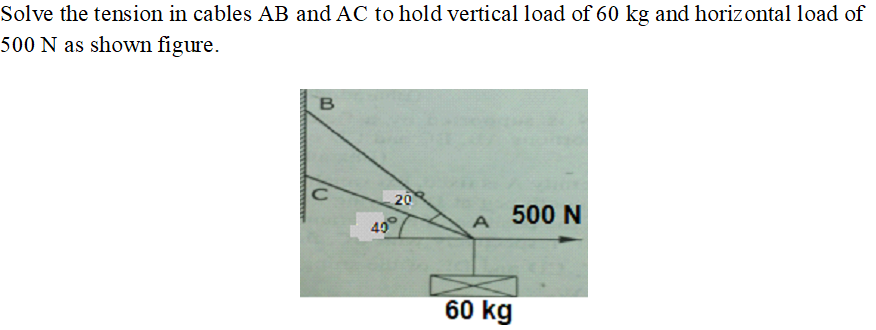 Solve the tension in cables AB and AC to hold vertical load of 60 kg and horizontal load of
500 N as shown figure.
B
C
20°
40°
A
500 N
60 kg